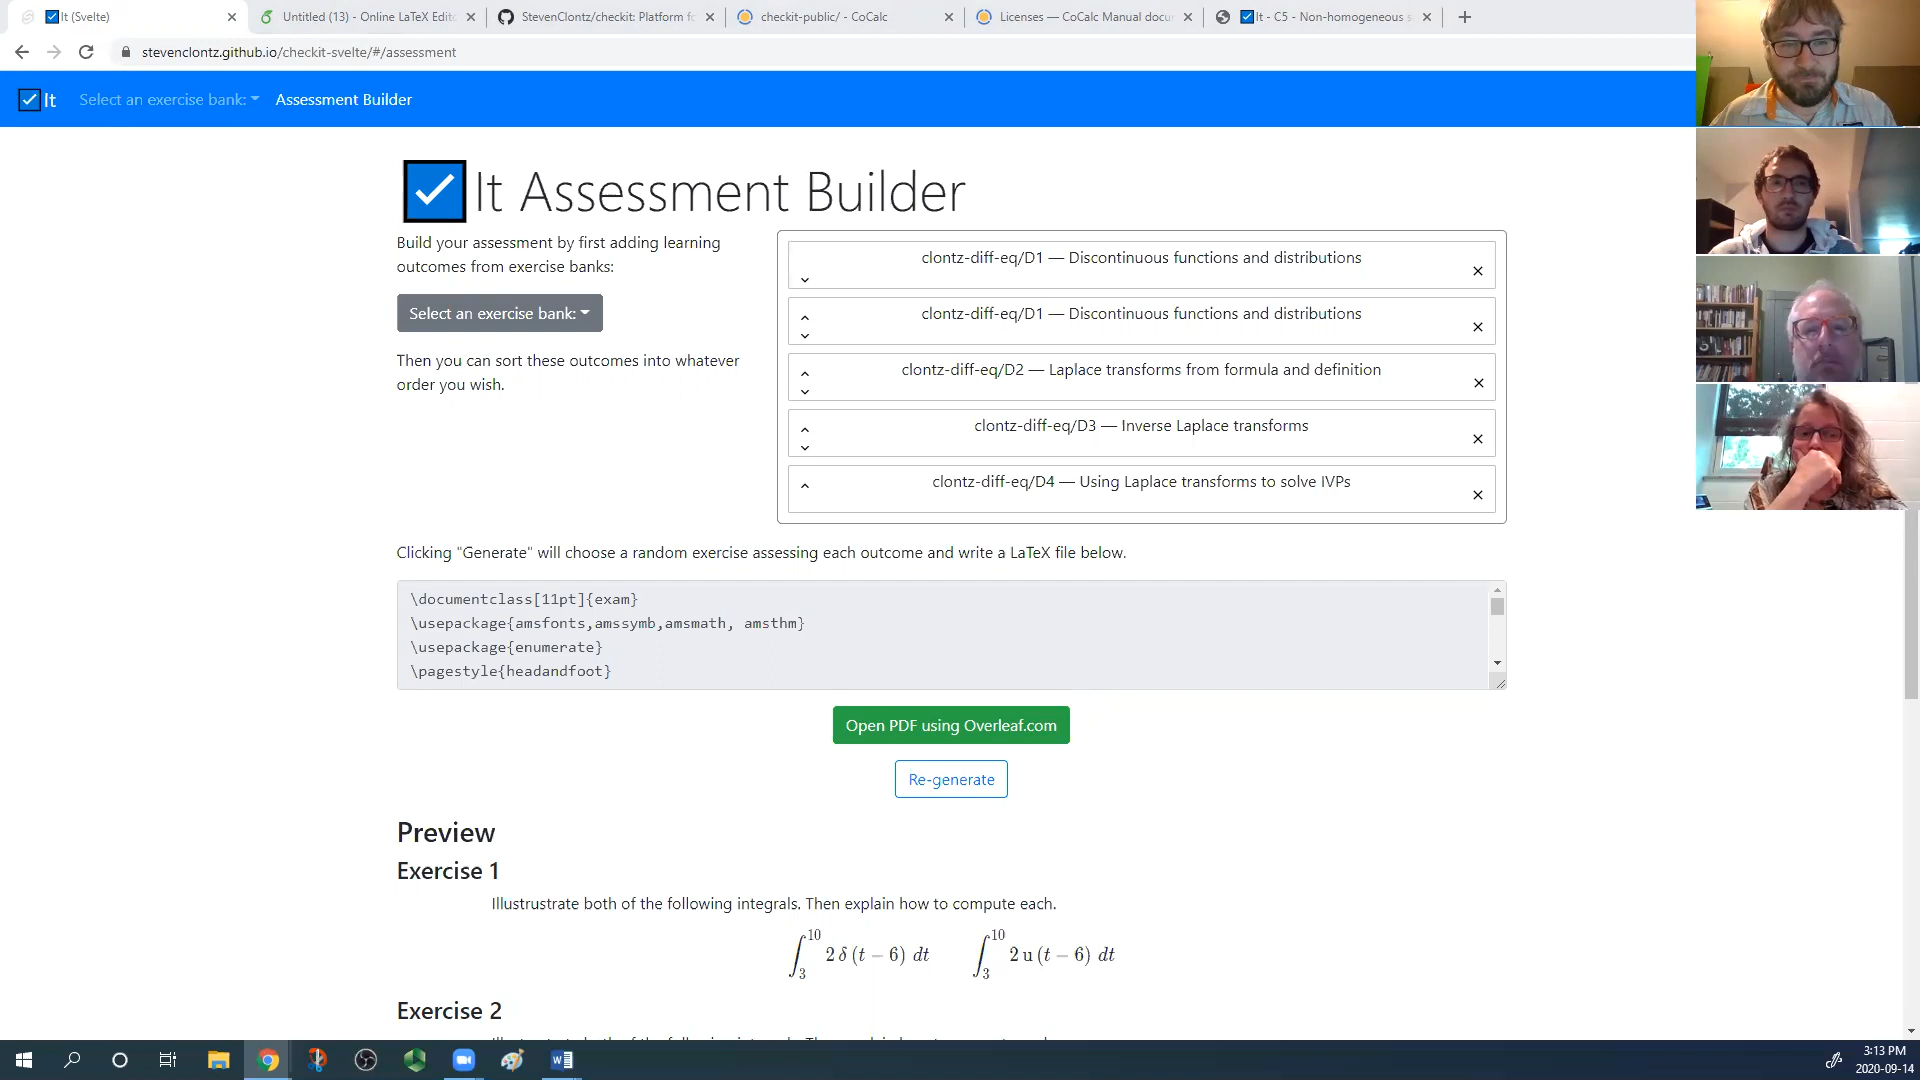 It (Svelte)
Untitled (13) - Online LaTeX Edit
StevenClontz/checkit: Platform fo
checkit-public/ - CoCalc
Licenses — CoCalc Manual docu
It - C5 - Non-homogeneous s
stevenclontz.github.io/checkit-svelte/#/assessment
It
Select an exercise bank:
Assessment Builder
It Assessment Builder
Build your assessment by first adding learning
outcomes from exercise banks:
Select an exercise bank:
Then you can sort these outcomes into whatever
order you wish.
clontz-diff-eq/D1 — Discontinuous functions and distributions
clontz-diff-eq/D1 — Discontinuous functions and distributions
clontz-diff-eq/D2 — Laplace transforms from formula and definition
clontz-diff-eq/D3 — Inverse Laplace transforms
clontz-diff-eq/D4 — Using Laplace transforms to solve IVPs
Clicking "Generate" will choose a random exercise assessing each outcome and write a LaTeX file below.
\documentclass[11pt]{exam}
\usepackage{amsfonts,amssymb,amsmath, amsthm}
\usepackage{enumerate}
\pagestyle{headandfoot}
Open PDF using Overleaf.com
Re-generate
Preview
Exercise 1
Illustrustrate both of the following integrals. Then explain how to compute each.
∫_3^10 2 δ (t − 6) dt ∫_3^10 2 u (t − 6) dt
Exercise 2
3:13 PM
2020-09-14